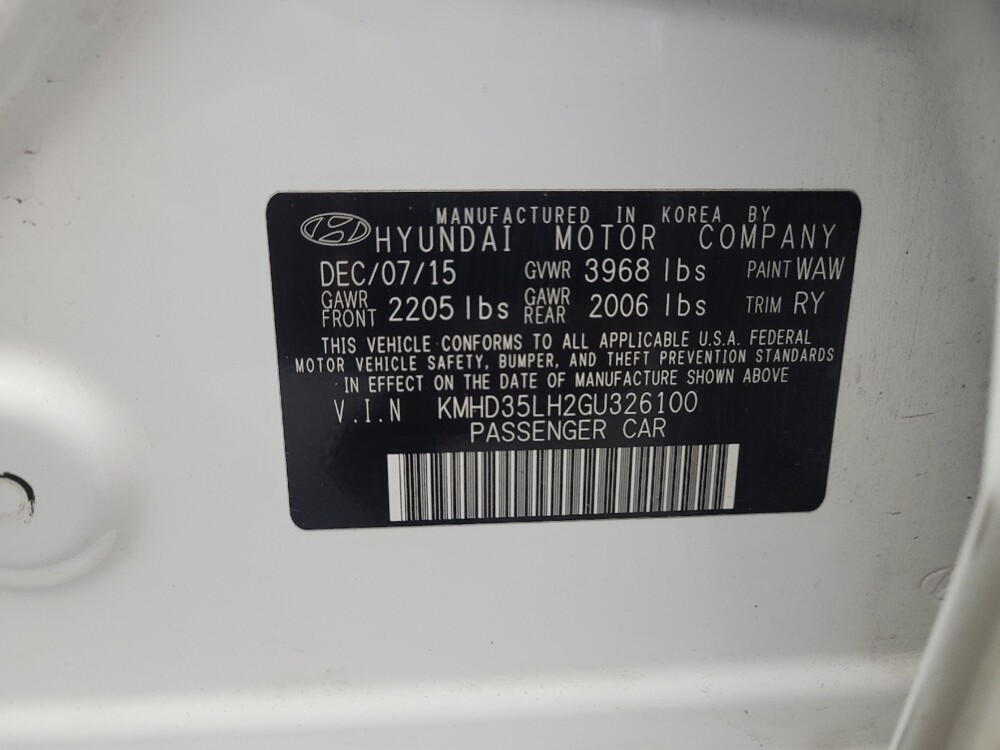 MANUFACTURED IN KOREA BY
HYUNDAI MOTOR COMPANY
DEC/07/15 GVWR 3968 lbs PAINT WAW
GAWR FRONT 2205 lbs GAWR REAR 2006 lbs TRIM RY
THIS VEHICLE CONFORMS TO ALL APPLICABLE U.S.A. FEDERAL
MOTOR VEHICLE SAFETY, BUMPER, AND THEFT PREVENTION STANDARDS
IN EFFECT ON THE DATE OF MANUFACTURE SHOWN ABOVE
V.I.N KMHD35LH2GU326100
PASSENGER CAR